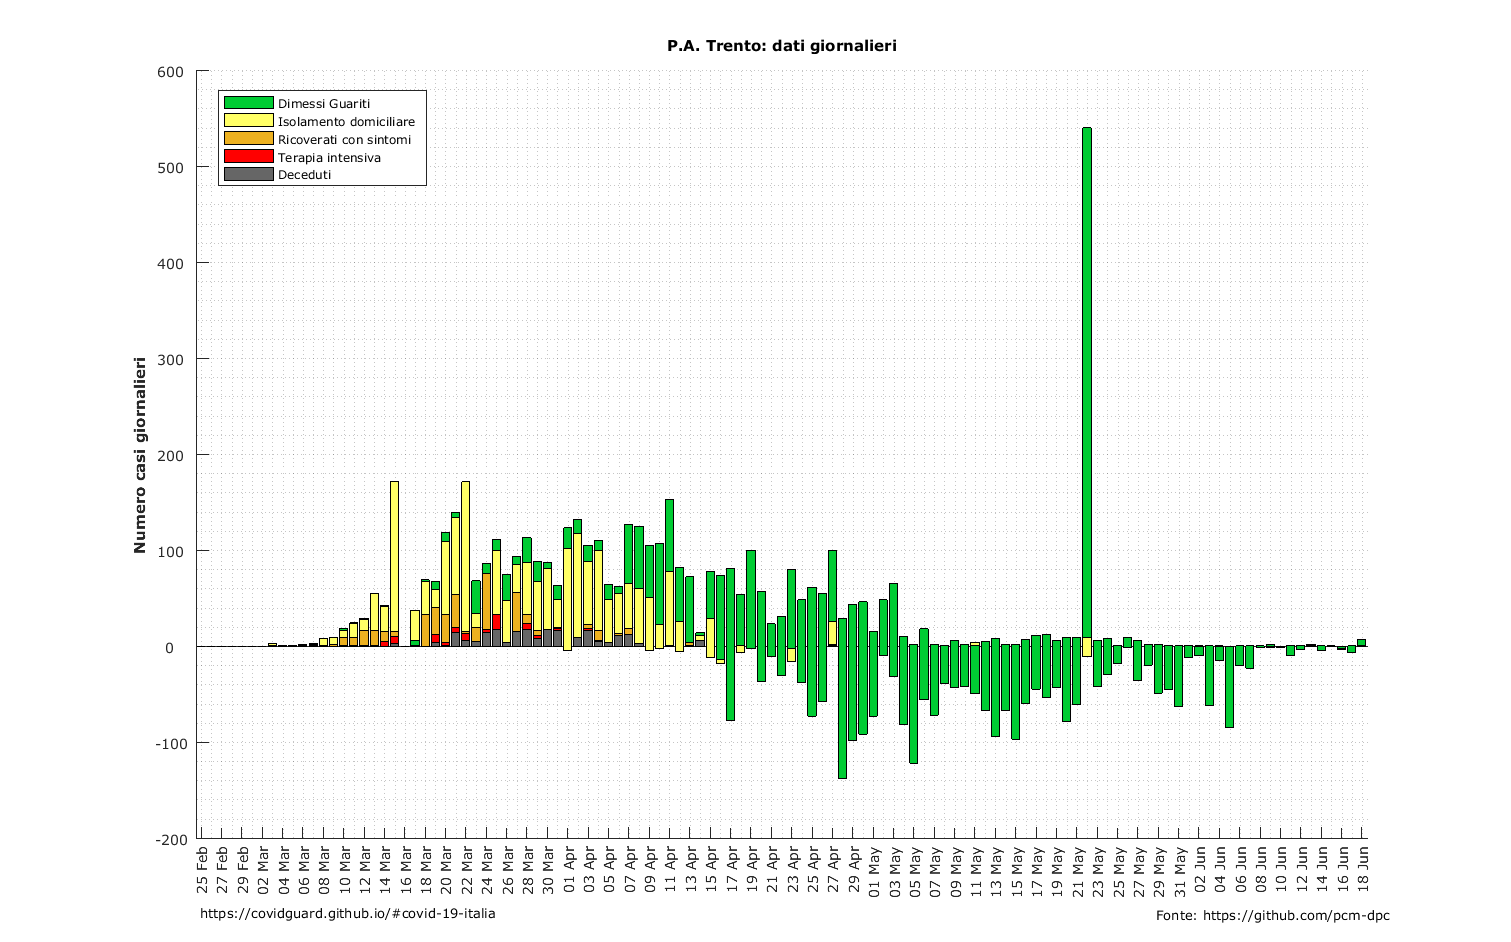 P.A. Trento: dati giornalieri
600
500
400
300
200
100
0
-100
-200
Numero casi giornalieri
Dimessi Guariti
Isolamento domiciliare
Ricoverati con sintomi
Terapia intensiva
Deceduti
25 Feb
27 Feb
29 Feb
02 Mar
04 Mar
06 Mar
08 Mar
10 Mar
12 Mar
14 Mar
16 Mar
18 Mar
20 Mar
22 Mar
24 Mar
26 Mar
28 Mar
30 Mar
01 Apr
03 Apr
05 Apr
07 Apr
09 Apr
11 Apr
13 Apr
15 Apr
17 Apr
19 Apr
21 Apr
23 Apr
25 Apr
27 Apr
29 Apr
01 May
03 May
05 May
07 May
09 May
11 May
13 May
15 May
17 May
19 May
21 May
23 May
25 May
27 May
29 May
31 May
02 Jun
04 Jun
06 Jun
08 Jun
10 Jun
12 Jun
14 Jun
16 Jun
18 Jun
https://covidguard.github.io/#covid-19-italia
Fonte: https://github.com/pcm-dpc